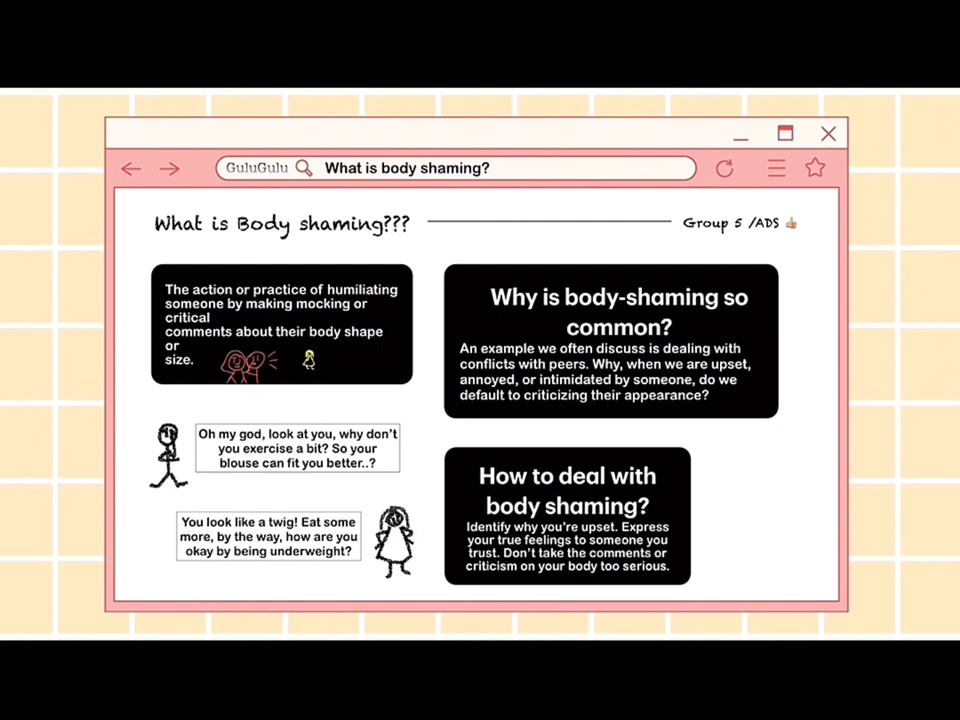 GuluGulu What is body shaming?
What is Body shaming???
Group 5 /ADS 👍🏼
The action or practice of humiliating
someone by making mocking or
critical
comments about their body shape
or
size.
Oh my god, look at you, why don't
you exercise a bit? So your
blouse can fit you better..?
You look like a twig! Eat some
more, by the way, how are you
okay by being underweight?
Why is body-shaming so
common?
An example we often discuss is dealing with
conflicts with peers. Why, when we are upset,
annoyed, or intimidated by someone, do we
default to criticizing their appearance?
How to deal with
body shaming?
Identify why you're upset. Express
your true feelings to someone you
trust. Don't take the comments or
criticism on your body too serious.